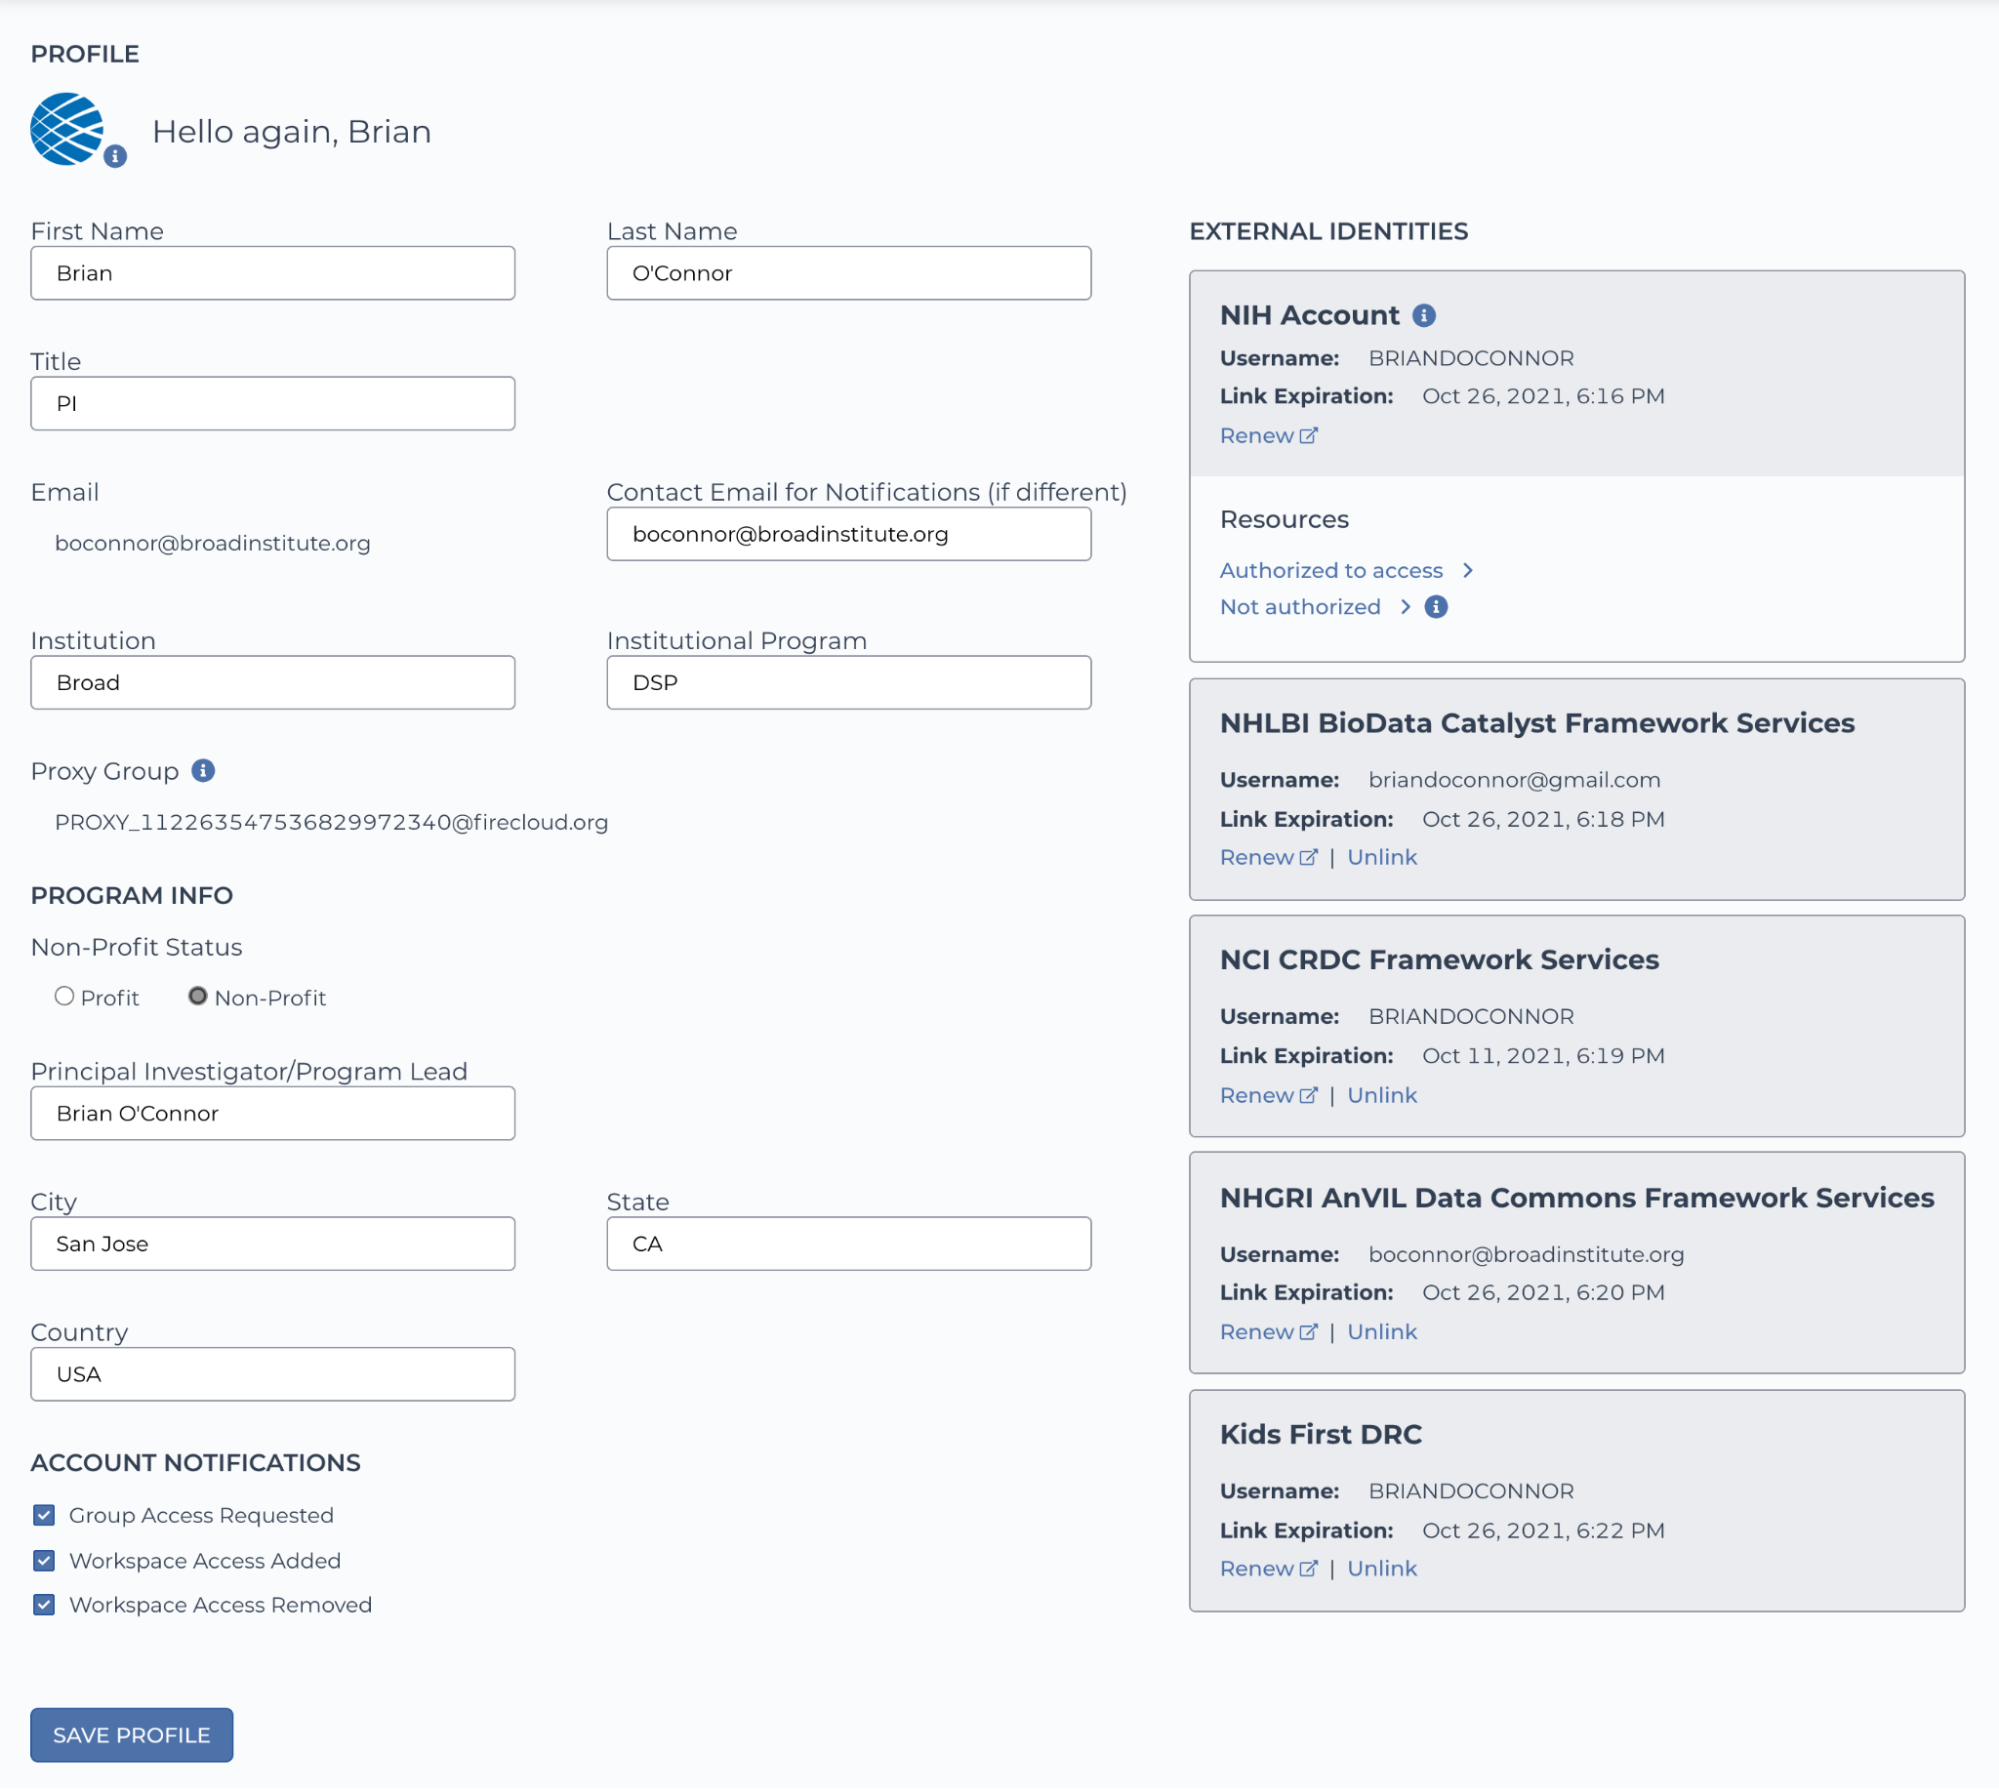 PROFILE
Hello again, Brian
First Name
Brian
Last Name
O'Connor
Title
PI
Email
boconnor@broadinstitute.org
Contact Email for Notifications (if different)
boconnor@broadinstitute.org
Institution
Broad
Institutional Program
DSP
Proxy Group
PROXY_112263547536829972340@firecloud.org
PROGRAM INFO
Non-Profit Status
Profit Non-Profit
Principal Investigator/Program Lead
Brian O'Connor
City
San Jose
State
CA
Country
USA
ACCOUNT NOTIFICATIONS
Group Access Requested
Workspace Access Added
Workspace Access Removed
SAVE PROFILE
EXTERNAL IDENTITIES
NIH Account
Username: BRIANDOCONNOR
Link Expiration: Oct 26, 2021, 6:16 PM
Renew
Resources
Authorized to access
Not authorized
NHLBI BioData Catalyst Framework Services
Username: briandoconnor@gmail.com
Link Expiration: Oct 26, 2021, 6:18 PM
Renew | Unlink
NCI CRDC Framework Services
Username: BRIANDOCONNOR
Link Expiration: Oct 11, 2021, 6:19 PM
Renew | Unlink
NHGRI AnVIL Data Commons Framework Services
Username: boconnor@broadinstitute.org
Link Expiration: Oct 26, 2021, 6:20 PM
Renew | Unlink
Kids First DRC
Username: BRIANDOCONNOR
Link Expiration: Oct 26, 2021, 6:22 PM
Renew | Unlink